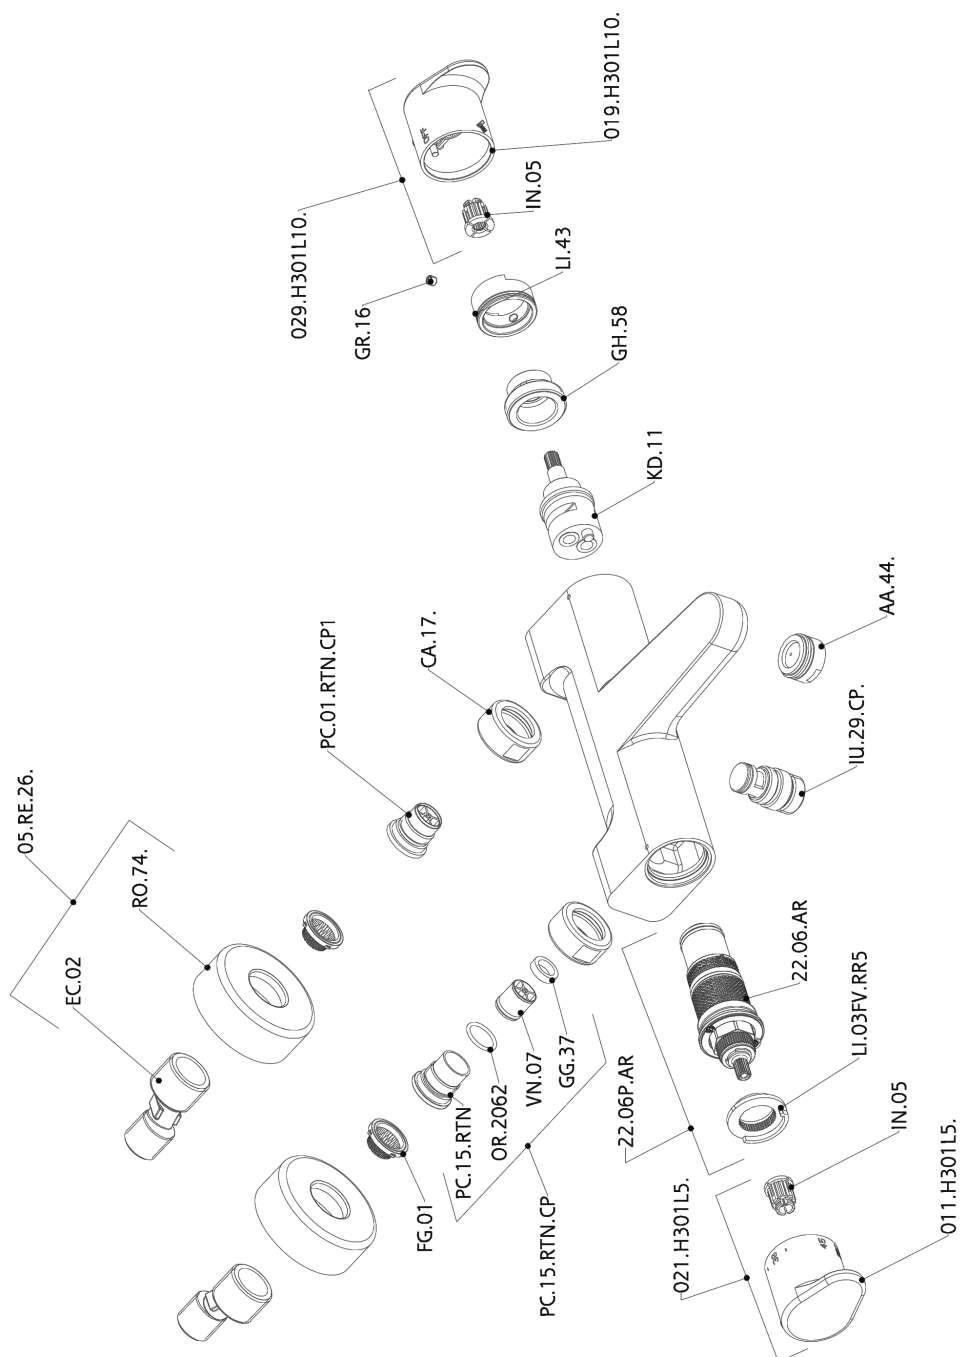 019.H301L10.
029.H301L10.
OFF
IN.05
LI.43
GR.16
GH.58
KD.11
AA.44.
CA.17.
PC.01.RTN.CP1
IU.29.CP.
05.RE.26.
RO.74.
EC.02
22.06.AR
LI.03FV.RR5
VN.07
GG.37
OR.2062
PC.15.RTN
22.06P.AR
FG.01
PC.15.RTN.CP
IN.05
021.H301L5.
011.H301L5.
38
45